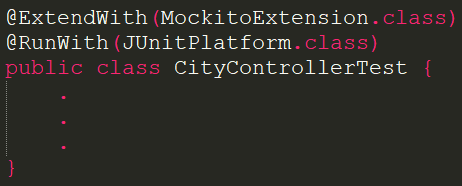 @ExtendWith(MockitoExtension.class)
@RunWith(JUnitPlatform.class)
public class CityControllerTest {
.
.
.
}